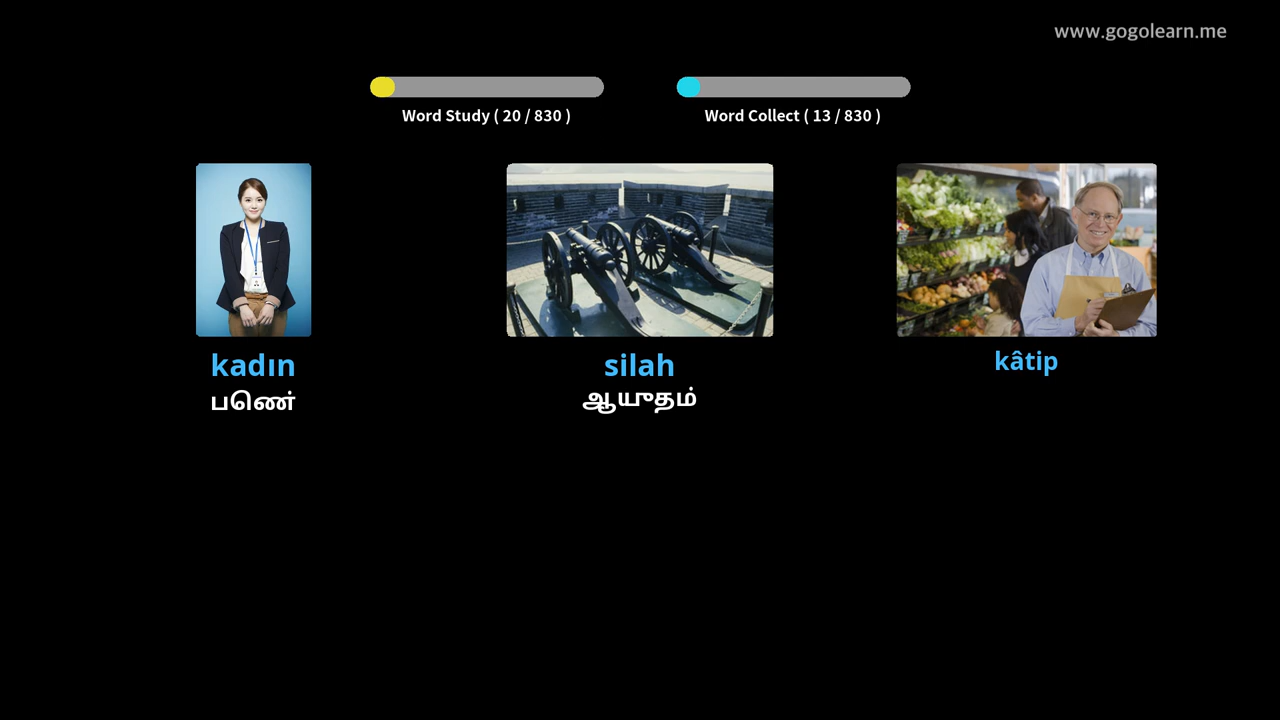 www.gogolearn.me
Word Study ( 20 / 830 )
Word Collect ( 13 / 830 )
kadın
பெண்
silah
ஆயுதம்
kâtip